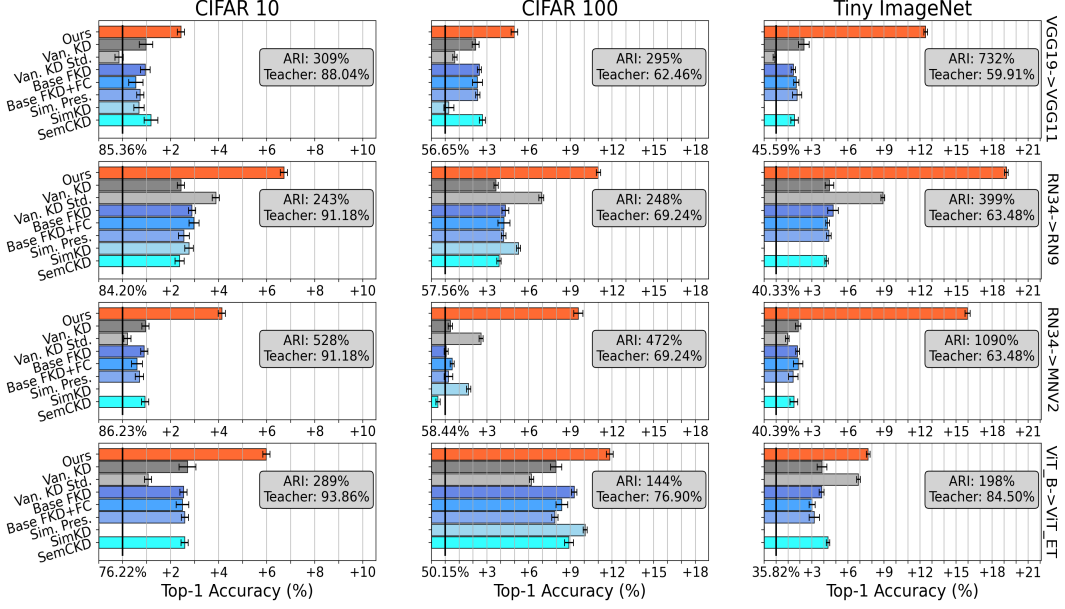 CIFAR 10
CIFAR 100
Tiny ImageNet
Ours
Van. KD
Van. KD Std.
Base FKD
Base FKD+FC
Sim. Pres.
SimKD
SemCKD
ARI: 309%
Teacher: 88.04%
85.36% +2 +4 +6 +8 +10
ARI: 295%
Teacher: 62.46%
56.65% +3 +6 +9 +12 +15 +18
ARI: 732%
Teacher: 59.91%
45.59% +3 +6 +9 +12 +15 +18 +21
VGG19->VGG11
Ours
Van. KD
Van. KD Std.
Base FKD
Base FKD+FC
Sim. Pres.
SimKD
SemCKD
ARI: 243%
Teacher: 91.18%
84.20% +2 +4 +6 +8 +10
ARI: 248%
Teacher: 69.24%
57.56% +3 +6 +9 +12 +15 +18
ARI: 399%
Teacher: 63.48%
40.33% +3 +6 +9 +12 +15 +18 +21
RN34->RN9
Ours
Van. KD
Van. KD Std.
Base FKD
Base FKD+FC
Sim. Pres.
SimKD
SemCKD
ARI: 528%
Teacher: 91.18%
86.23% +2 +4 +6 +8 +10
ARI: 472%
Teacher: 69.24%
58.44% +3 +6 +9 +12 +15 +18
ARI: 1090%
Teacher: 63.48%
40.39% +3 +6 +9 +12 +15 +18 +21
RN34->MNV2
Ours
Van. KD
Van. KD Std.
Base FKD
Base FKD+FC
Sim. Pres.
SimKD
SemCKD
ARI: 289%
Teacher: 93.86%
76.22% +2 +4 +6 +8 +10
ARI: 144%
Teacher: 76.90%
50.15% +3 +6 +9 +12 +15 +18
ARI: 198%
Teacher: 84.50%
35.82% +3 +6 +9 +12 +15 +18 +21
ViT_B->ViT_ET
Top-1 Accuracy (%)
Top-1 Accuracy (%)
Top-1 Accuracy (%)